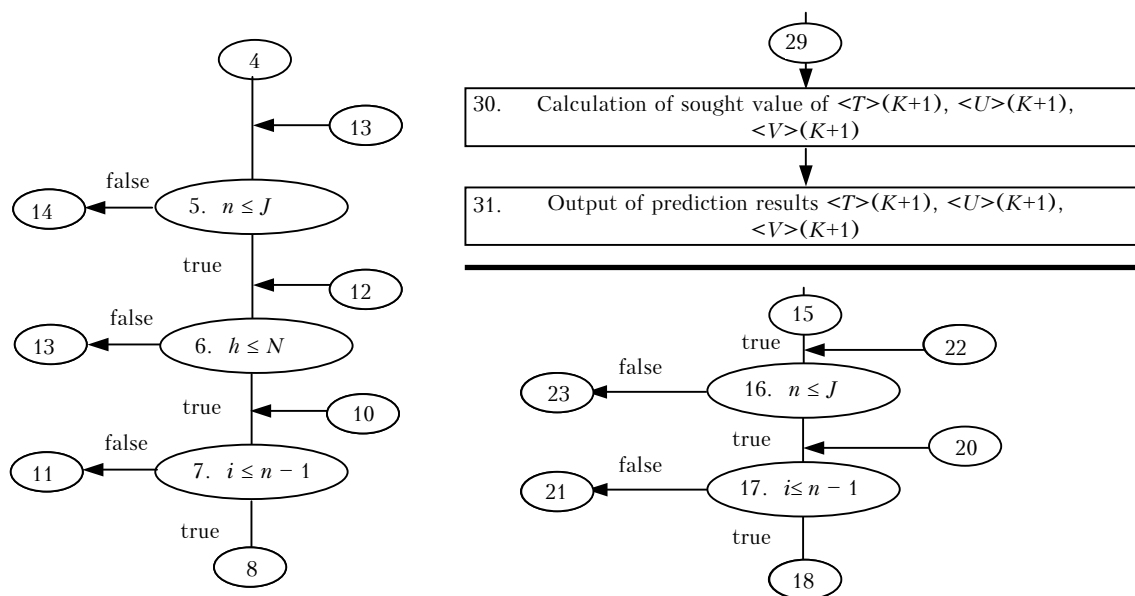 4
13
false
14
5. n ≤ J
true
12
false
13
6. h ≤ N
true
10
false
11
7. i ≤ n − 1
true
8
29
30. Calculation of sought value of <T>(K+1), <U>(K+1),
<V>(K+1)
31. Output of prediction results <T>(K+1), <U>(K+1),
<V>(K+1)
15
true
22
false
23
16. n ≤ J
true
20
false
21
17. i≤ n − 1
true
18